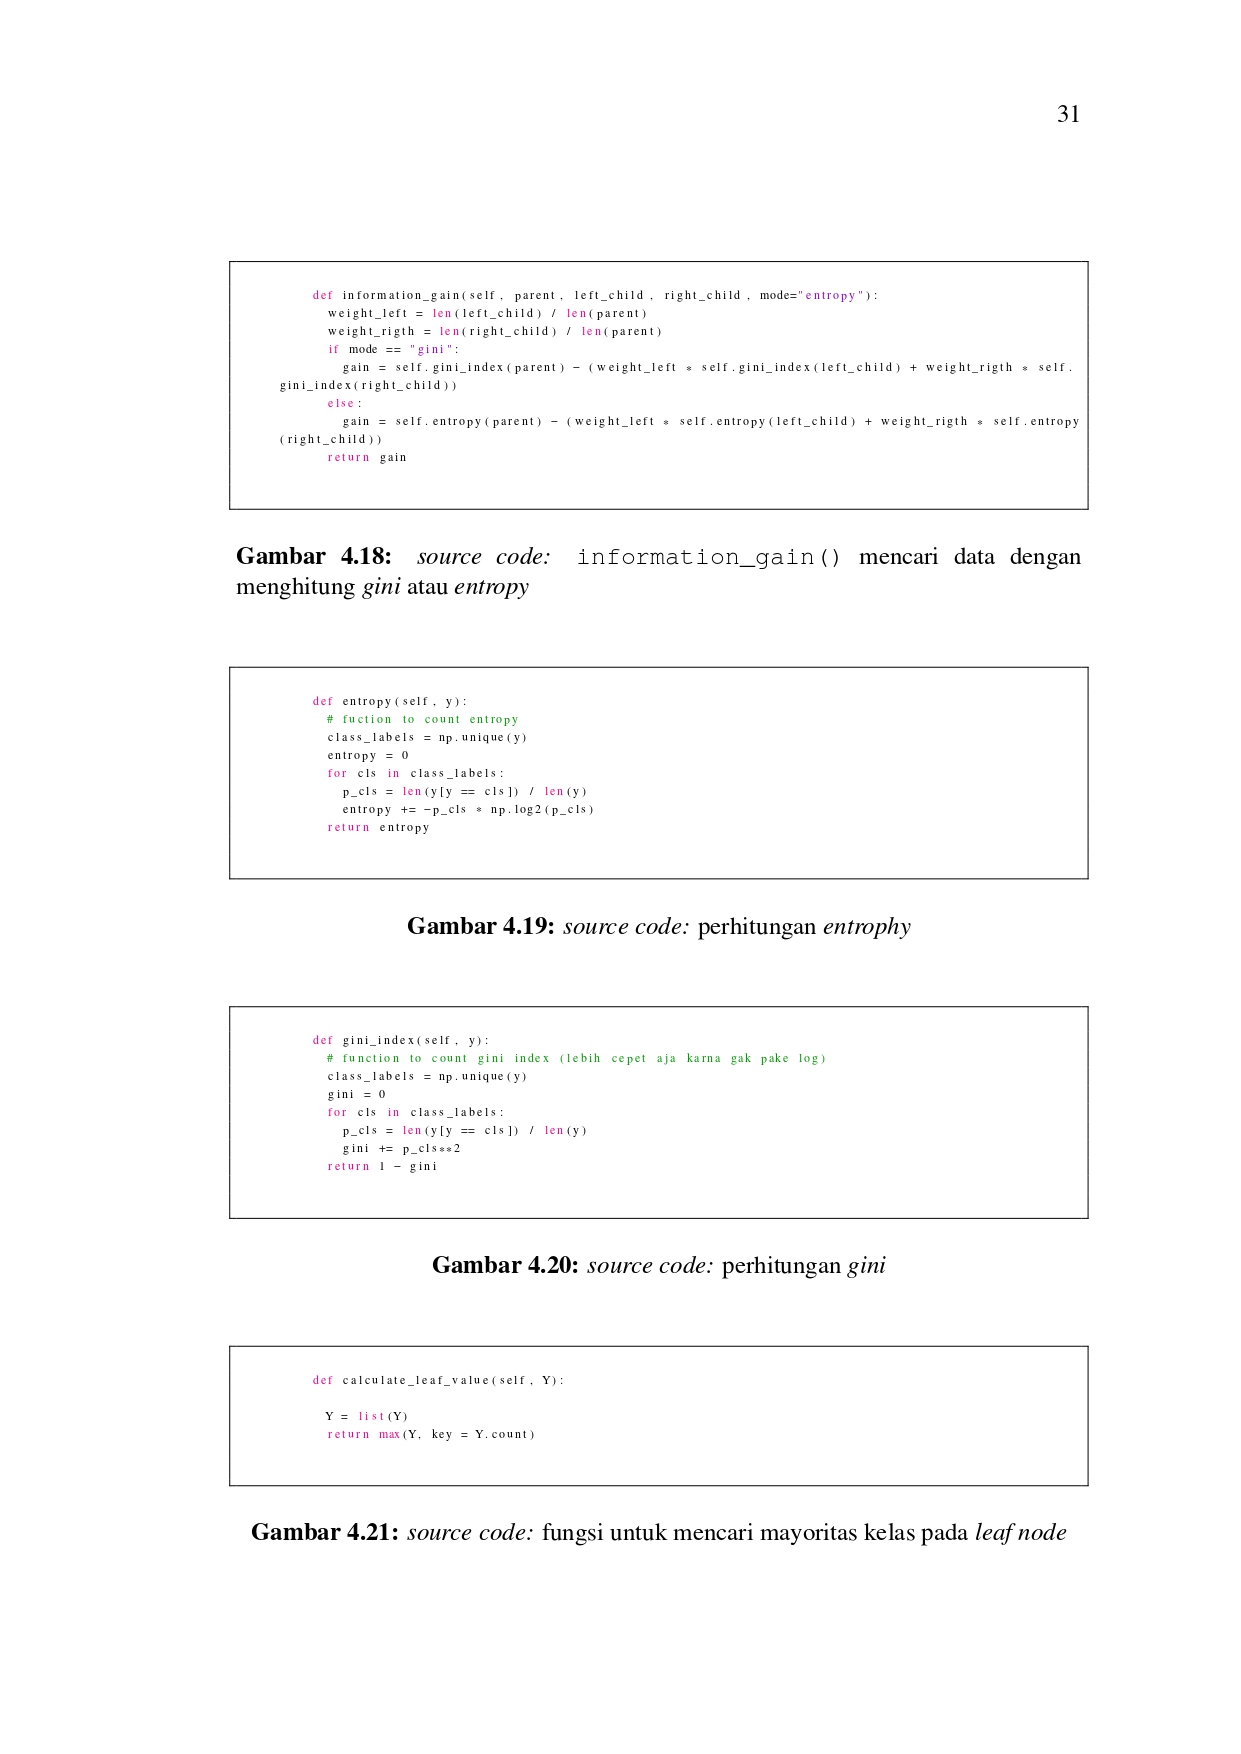 31
def information_gain(self, parent, left_child, right_child, mode="entropy"):
weight_left = len(left_child) / len(parent)
weight_rigth = len(right_child) / len(parent)
if mode == "gini":
gain = self.gini_index(parent) − (weight_left * self.gini_index(left_child) + weight_rigth * self.
gini_index(right_child))
else:
gain = self.entropy(parent) − (weight_left * self.entropy(left_child) + weight_rigth * self.entropy
(right_child))
return gain
Gambar 4.18: source code: information_gain() mencari data dengan
menghitung gini atau entropy
def entropy(self, y):
# fuction to count entropy
class_labels = np.unique(y)
entropy = 0
for cls in class_labels:
p_cls = len(y[y == cls]) / len(y)
entropy += −p_cls * np.log2(p_cls)
return entropy
Gambar 4.19: source code: perhitungan entrophy
def gini_index(self, y):
# function to count gini index (lebih cepet aja karna gak pake log)
class_labels = np.unique(y)
gini = 0
for cls in class_labels:
p_cls = len(y[y == cls]) / len(y)
gini += p_cls**2
return 1 − gini
Gambar 4.20: source code: perhitungan gini
def calculate_leaf_value(self, Y):
Y = list(Y)
return max(Y, key = Y.count)
Gambar 4.21: source code: fungsi untuk mencari mayoritas kelas pada leaf node